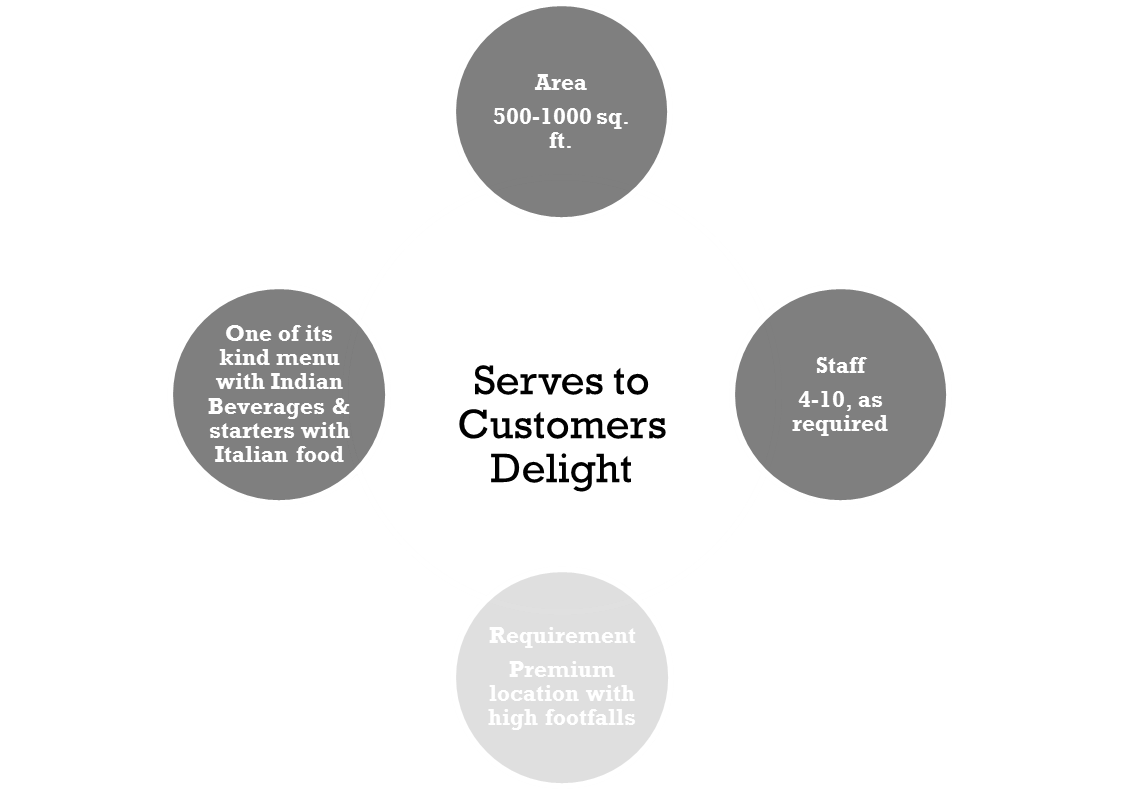 Area
500-1000 sq.
ft.
One of its
kind menu
with Indian
Beverages &
starters with
Italian food
Serves to
Customers
Delight
Staff
4-10, as
required
Requirement
Premium
location with
high footfalls